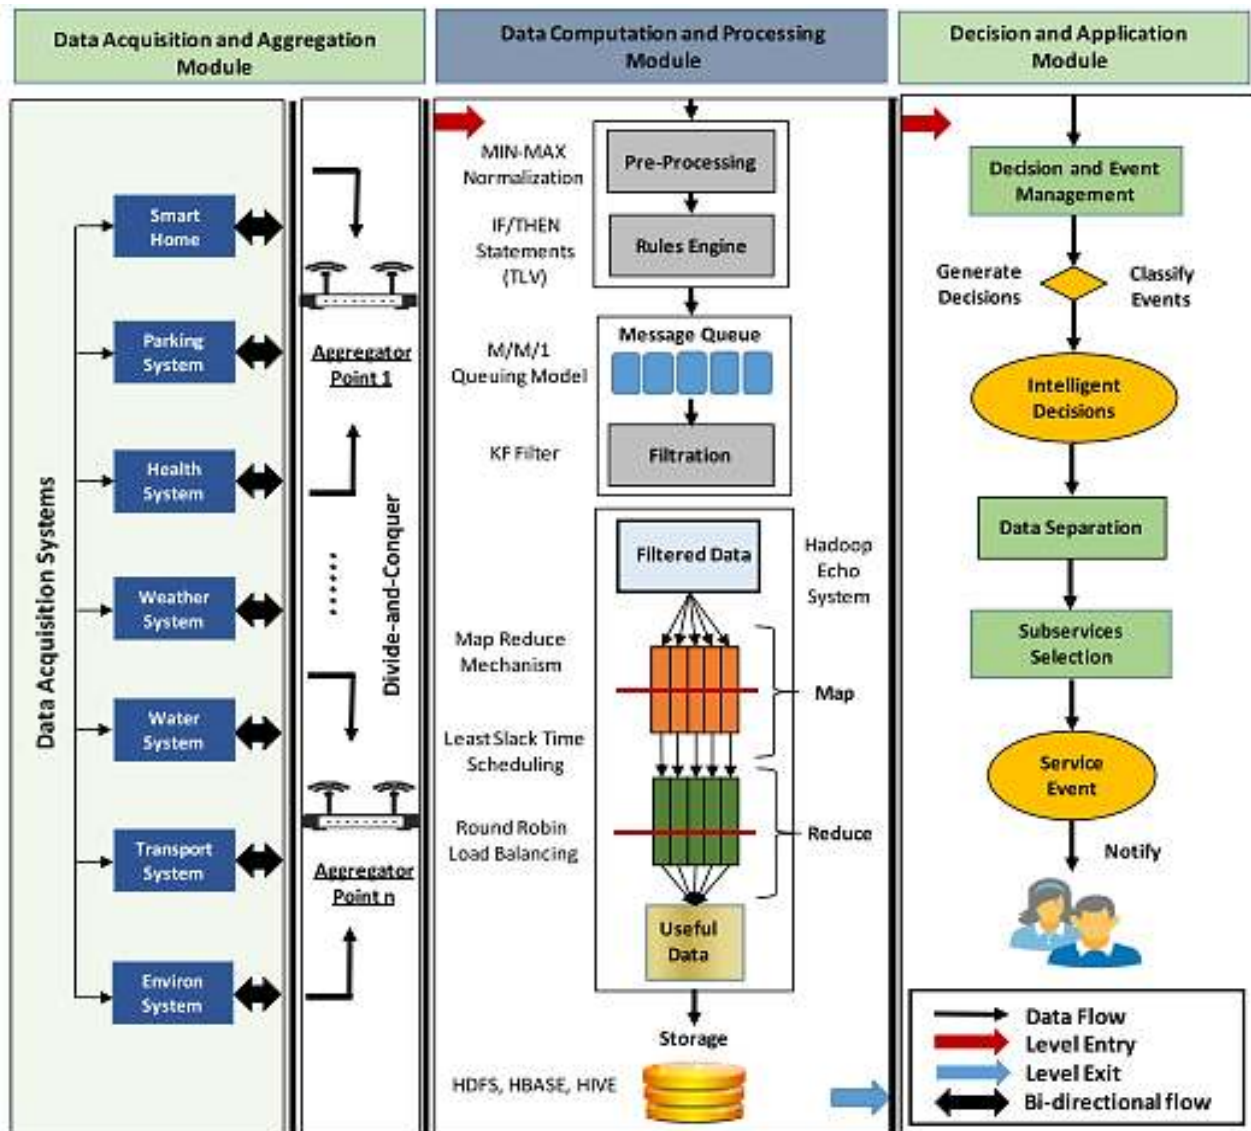 Data Acquisition and Aggregation
Module
Data Computation and Processing
Module
Decision and Application
Module
Data Acquisition Systems
Smart
Home
Parking
System
Health
System
Weather
System
Water
System
Transport
System
Environ
System
Aggregator
Point 1
Divide-and-Conquer
Aggregator
Point n
MIN-MAX
Normalization
Pre-Processing
IF/THEN
Statements
(TLV)
Rules Engine
Message Queue
M/M/1
Queuing Model
KF Filter
Filtration
Filtered Data
Hadoop
Echo
System
Map Reduce
Mechanism
Map
Least Slack Time
Scheduling
Round Robin
Load Balancing
Reduce
Useful
Data
Storage
HDFS, HBASE, HIVE
Decision and Event
Management
Generate
Decisions
Classify
Events
Intelligent
Decisions
Data Separation
Subservices
Selection
Service
Event
Notify
Data Flow
Level Entry
Level Exit
Bi-directional flow